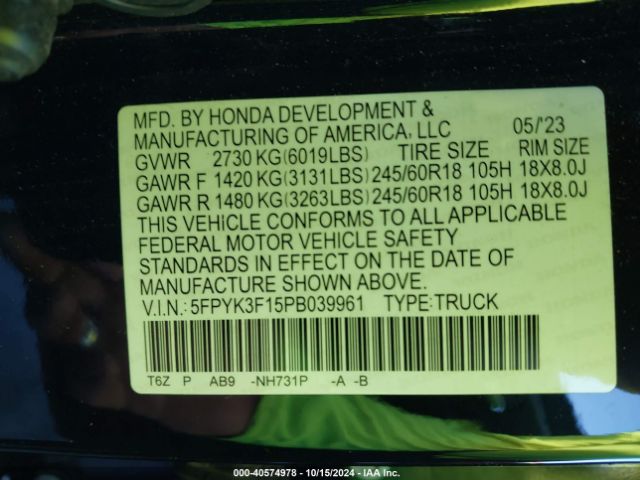 MFD. BY HONDA DEVELOPMENT &
MANUFACTURING OF AMERICA, LLC 05/'23
GVWR 2730 KG(6019LBS) TIRE SIZE RIM SIZE
GAWR F 1420 KG(3131LBS) 245/60R18 105H 18X8.0J
GAWR R 1480 KG(3263LBS) 245/60R18 105H 18X8.0J
THIS VEHICLE CONFORMS TO ALL APPLICABLE
FEDERAL MOTOR VEHICLE SAFETY
STANDARDS IN EFFECT ON THE DATE OF
MANUFACTURE SHOWN ABOVE.
V.I.N.: 5FPYK3F15PB039961 TYPE:TRUCK
T6Z P AB9 -NH731P -A -B
000-40574978 - 10/15/2024 - IAA Inc.